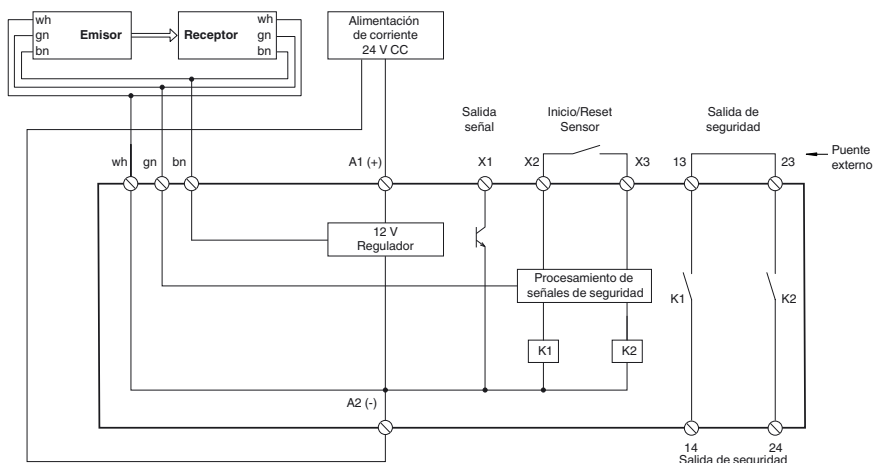 wh
gn
bn
Emisor
Receptor
wh
gn
bn
Alimentación
de corriente
24 V CC
Salida
señal
Inicio/Reset
Sensor
Salida de
seguridad
Puente
externo
wh
gn
bn
A1 (+)
X1
X2
X3
13
23
12 V
Regulador
Procesamiento de
señales de seguridad
K1
K2
K1
K2
A2 (-)
14
24
Salida de seguridad